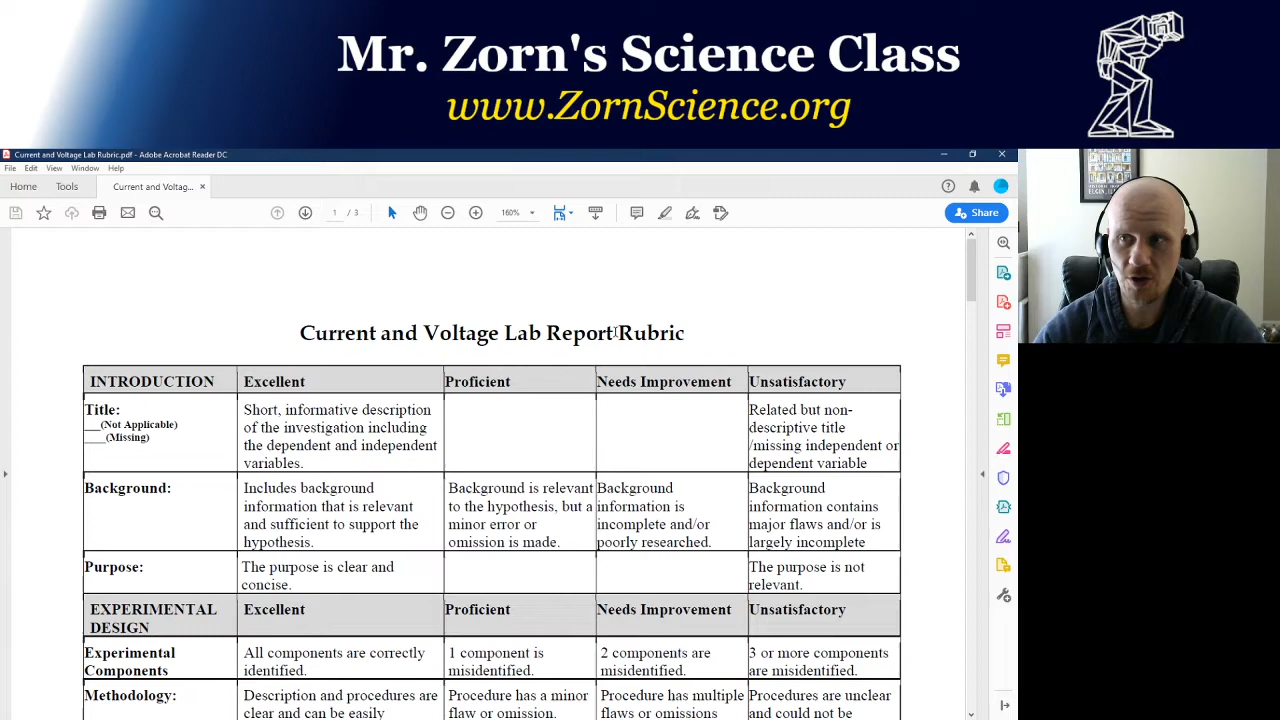 Mr. Zorn's Science Class
www.ZornScience.org
Current and Voltage Lab Rubric.pdf - Adobe Acrobat Reader DC
File Edit View Window Help
Home Tools Current and Voltag... ×
1 / 3 160% Share
Current and Voltage Lab Report Rubric
INTRODUCTION Excellent Proficient Needs Improvement Unsatisfactory
Title:
___(Not Applicable)
____(Missing)
Short, informative description
of the investigation including
the dependent and independent
variables.
Related but non-
descriptive title
/missing independent or
dependent variable
Background:
Includes background
information that is relevant
and sufficient to support the
hypothesis.
Background is relevant
to the hypothesis, but a
minor error or
omission is made.
Background
information is
incomplete and/or
poorly researched.
Background
information contains
major flaws and/or is
largely incomplete
Purpose:
The purpose is clear and
concise.
The purpose is not
relevant.
EXPERIMENTAL
DESIGN
Excellent Proficient Needs Improvement Unsatisfactory
Experimental
Components
All components are correctly
identified.
1 component is
misidentified.
2 components are
misidentified.
3 or more components
are misidentified.
Methodology:
Description and procedures are
clear and can be easily
Procedure has a minor
flaw or omission.
Procedure has multiple
flaws or omissions
Procedures are unclear
and could not be